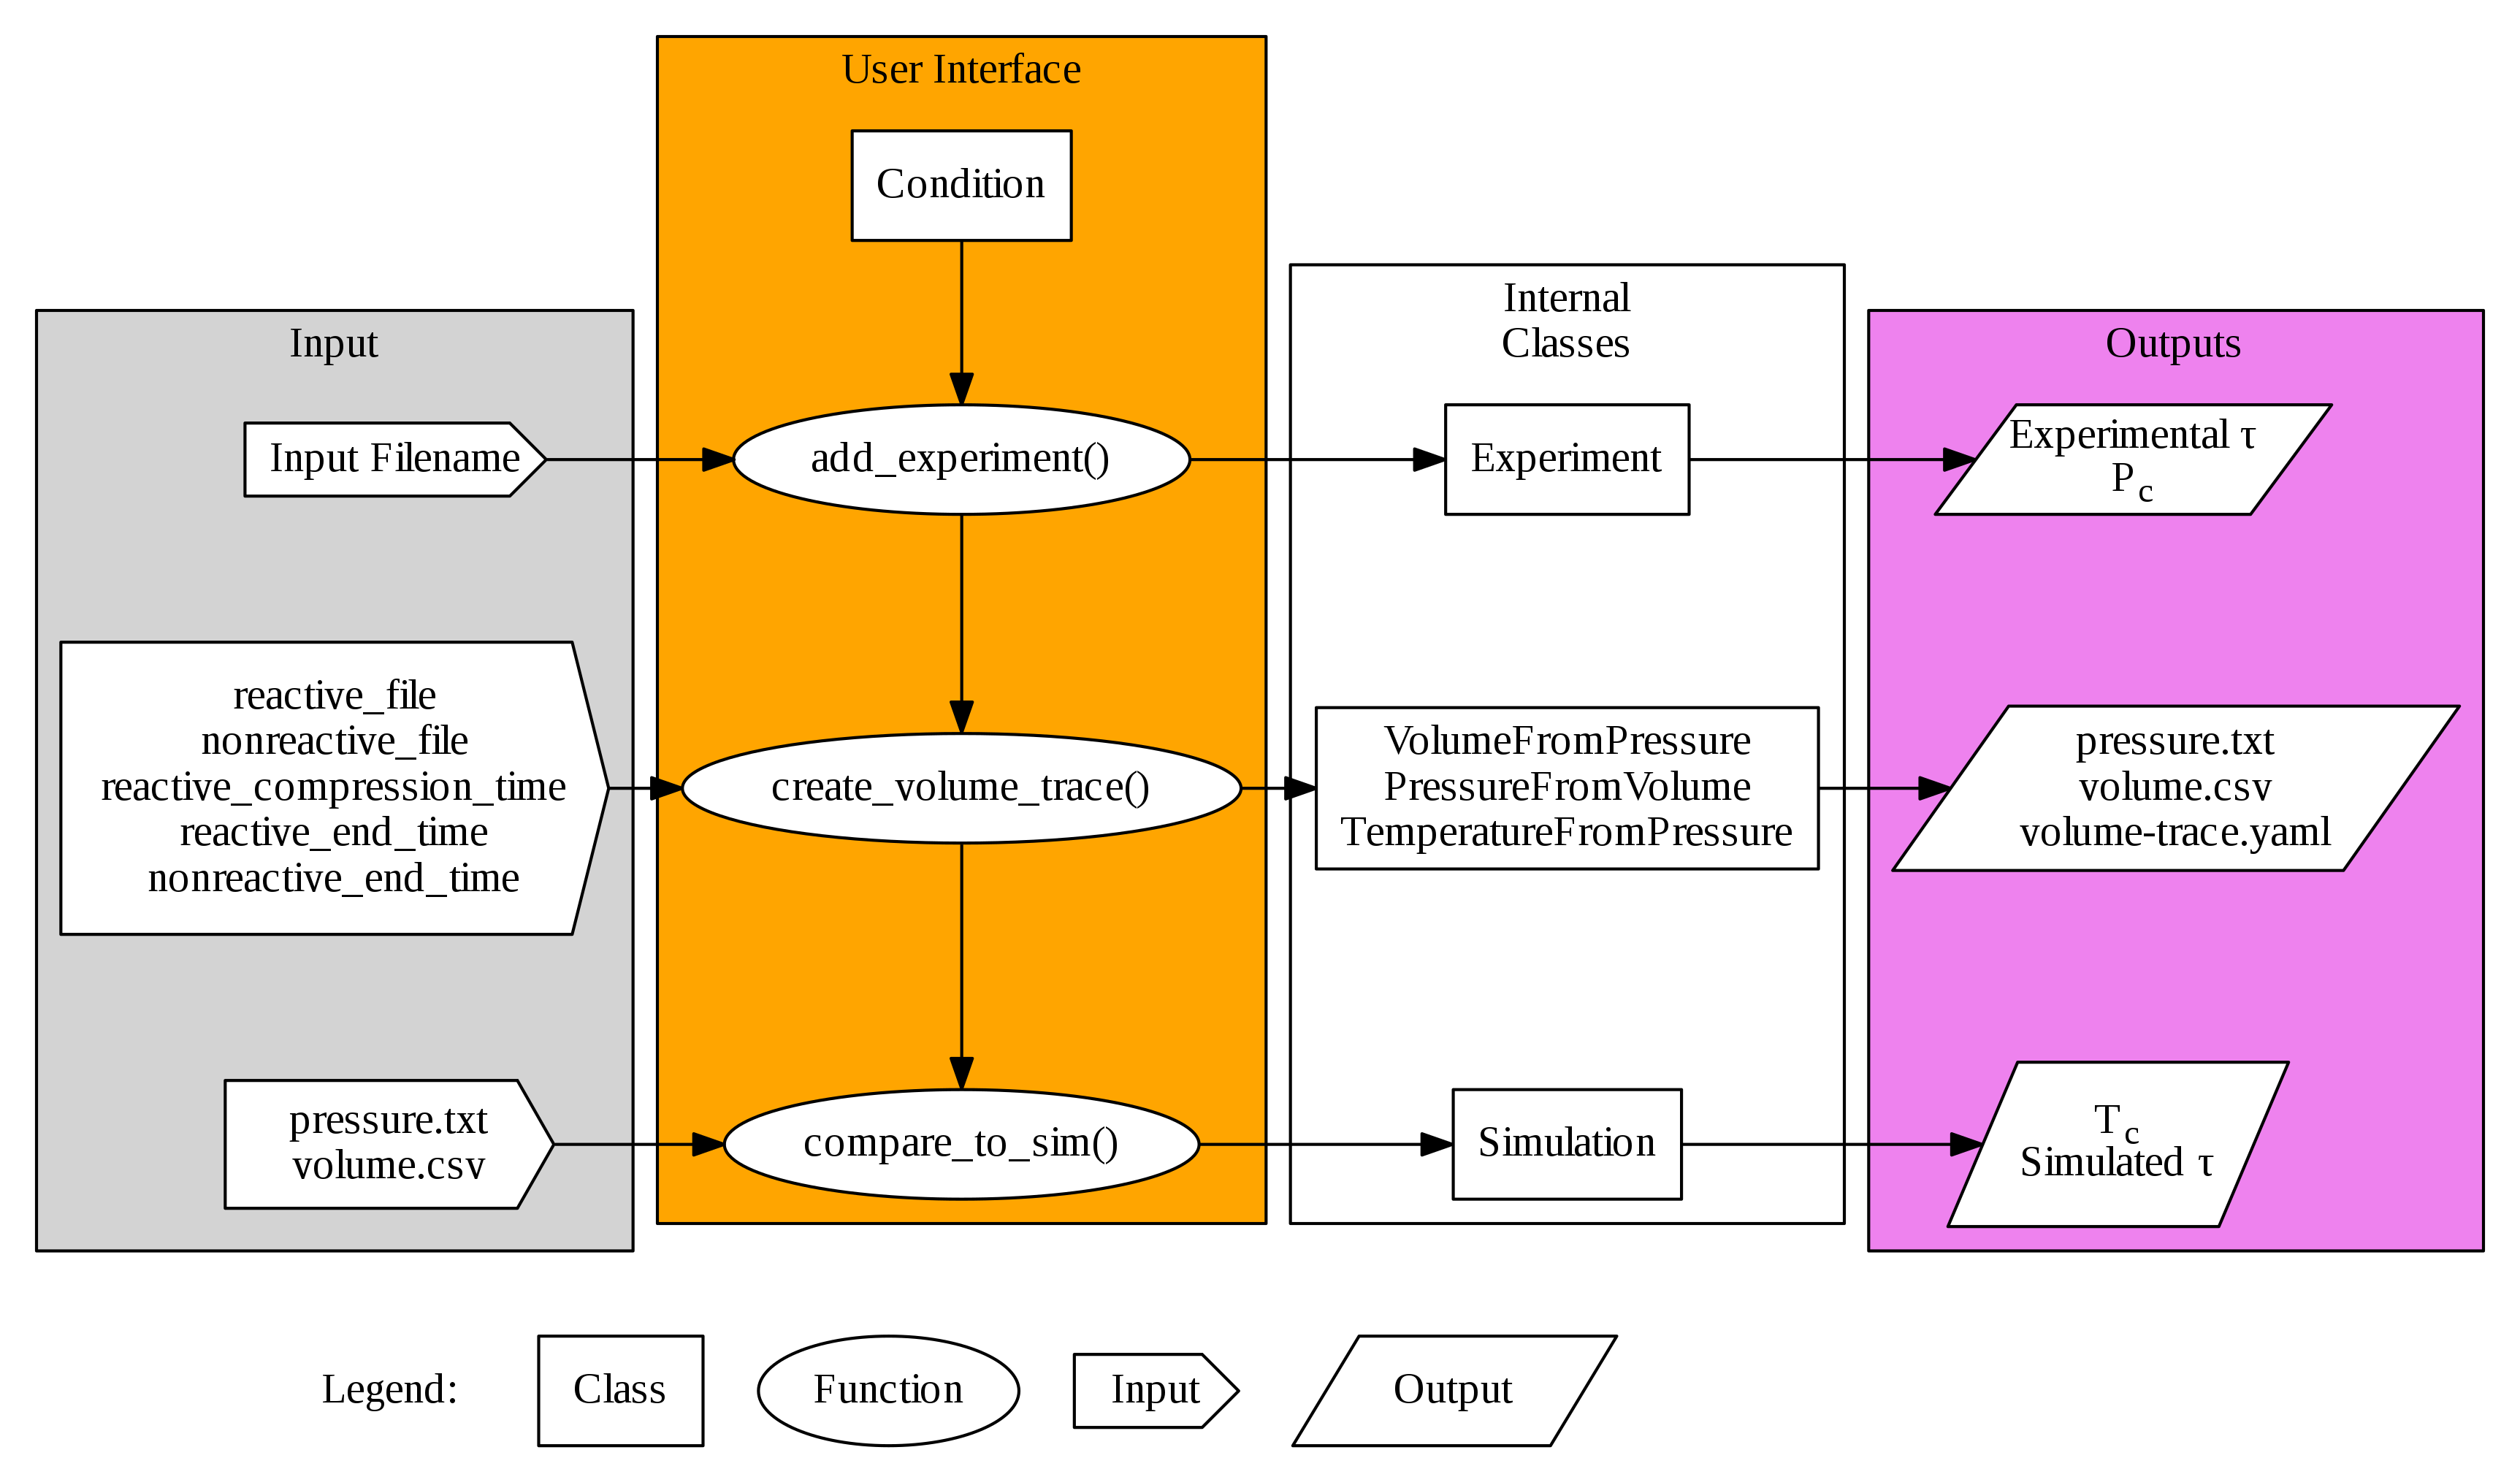 User Interface
Condition
Internal
Classes
Input
Outputs
Input Filename
add_experiment()
Experiment
Experimental τ
P c
reactive_file
nonreactive_file
reactive_compression_time
reactive_end_time
nonreactive_end_time
create_volume_trace()
VolumeFromPressure
PressureFromVolume
TemperatureFromPressure
pressure.txt
volume.csv
volume-trace.yaml
pressure.txt
volume.csv
compare_to_sim()
Simulation
T c
Simulated τ
Legend:
Class
Function
Input
Output